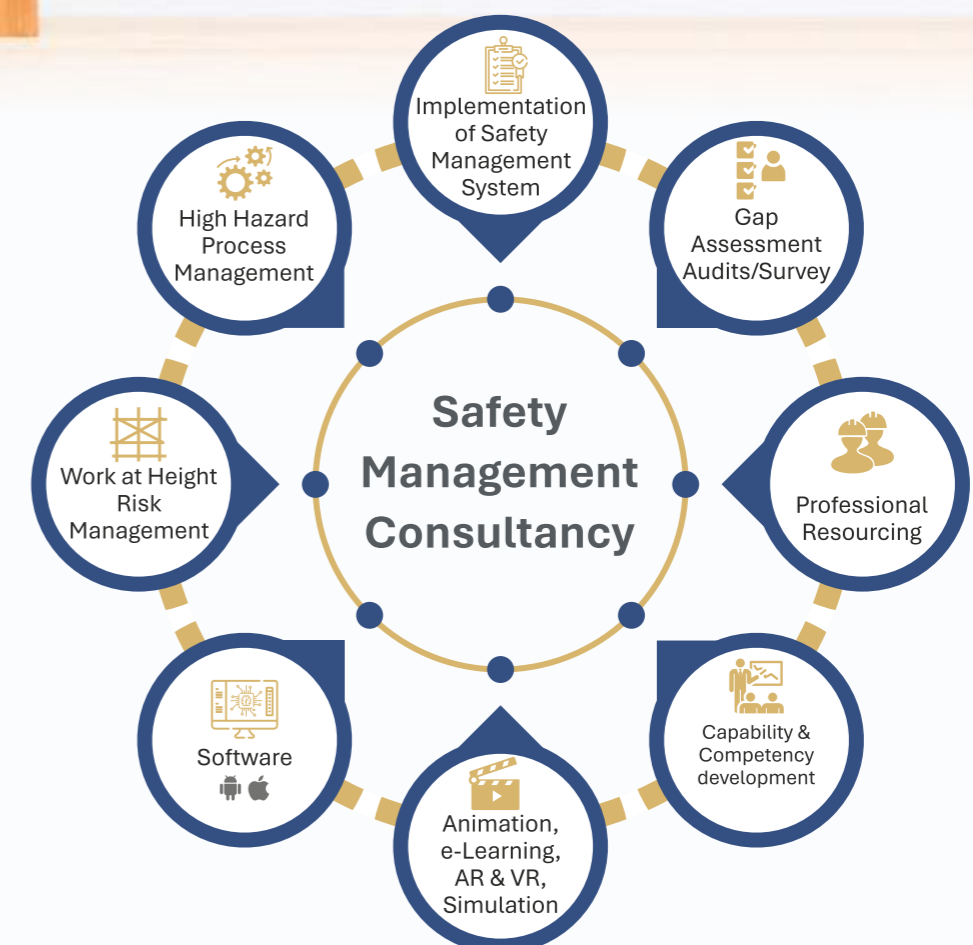 Implementation
of Safety
Management
System
Gap
Assessment
Audits/Survey
Professional
Resourcing
Capability &
Competency
development
Animation,
e-Learning,
AR & VR,
Simulation
Software
Work at Height
Risk
Management
High Hazard
Process
Management
Safety
Management
Consultancy